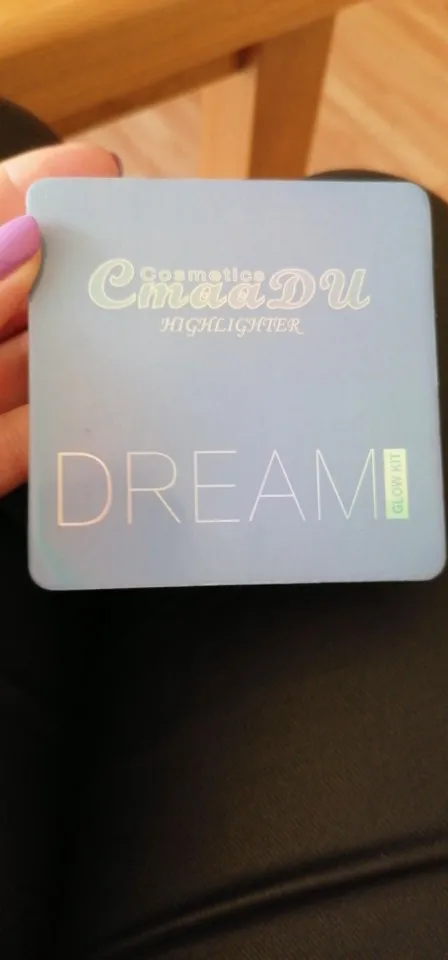 Cosmetics
CmaaDU
HIGHLIGHTER
DREAM
GLOW KIT